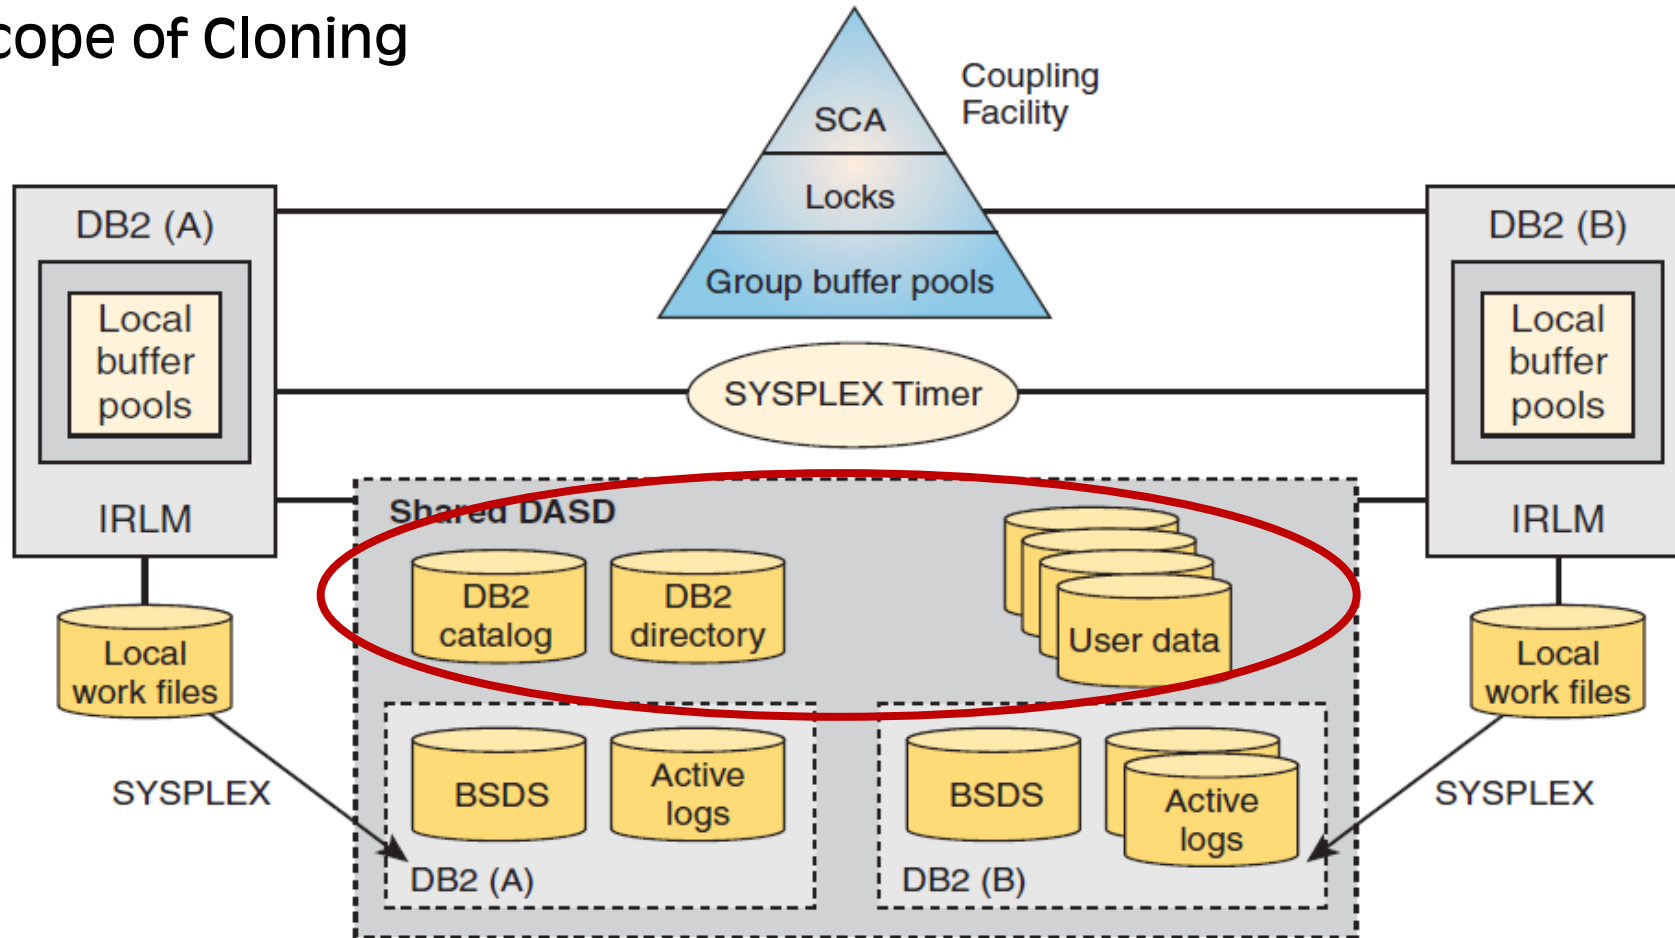 cope of Cloning
Coupling
Facility
SCA
Locks
Group buffer pools
DB2 (A)
Local
buffer
pools
IRLM
DB2 (B)
Local
buffer
pools
IRLM
SYSPLEX Timer
Shared DASD
DB2
catalog
DB2
directory
User data
Local
work files
Local
work files
SYSPLEX
SYSPLEX
BSDS
Active
logs
DB2 (A)
BSDS
Active
logs
DB2 (B)